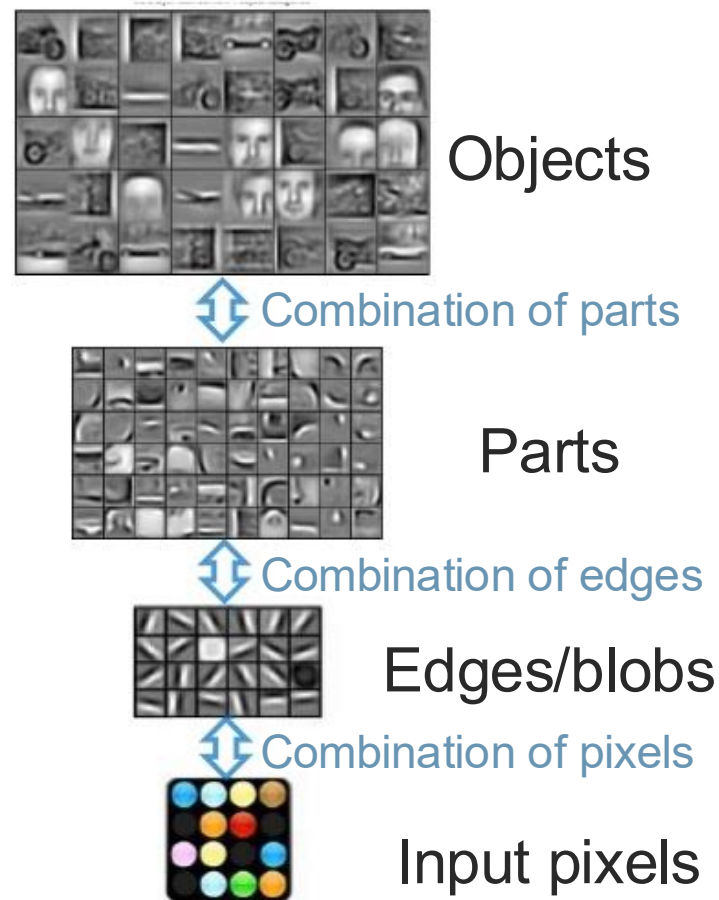 Objects
Combination of parts
Parts
Combination of edges
Edges/blobs
Combination of pixels
Input pixels